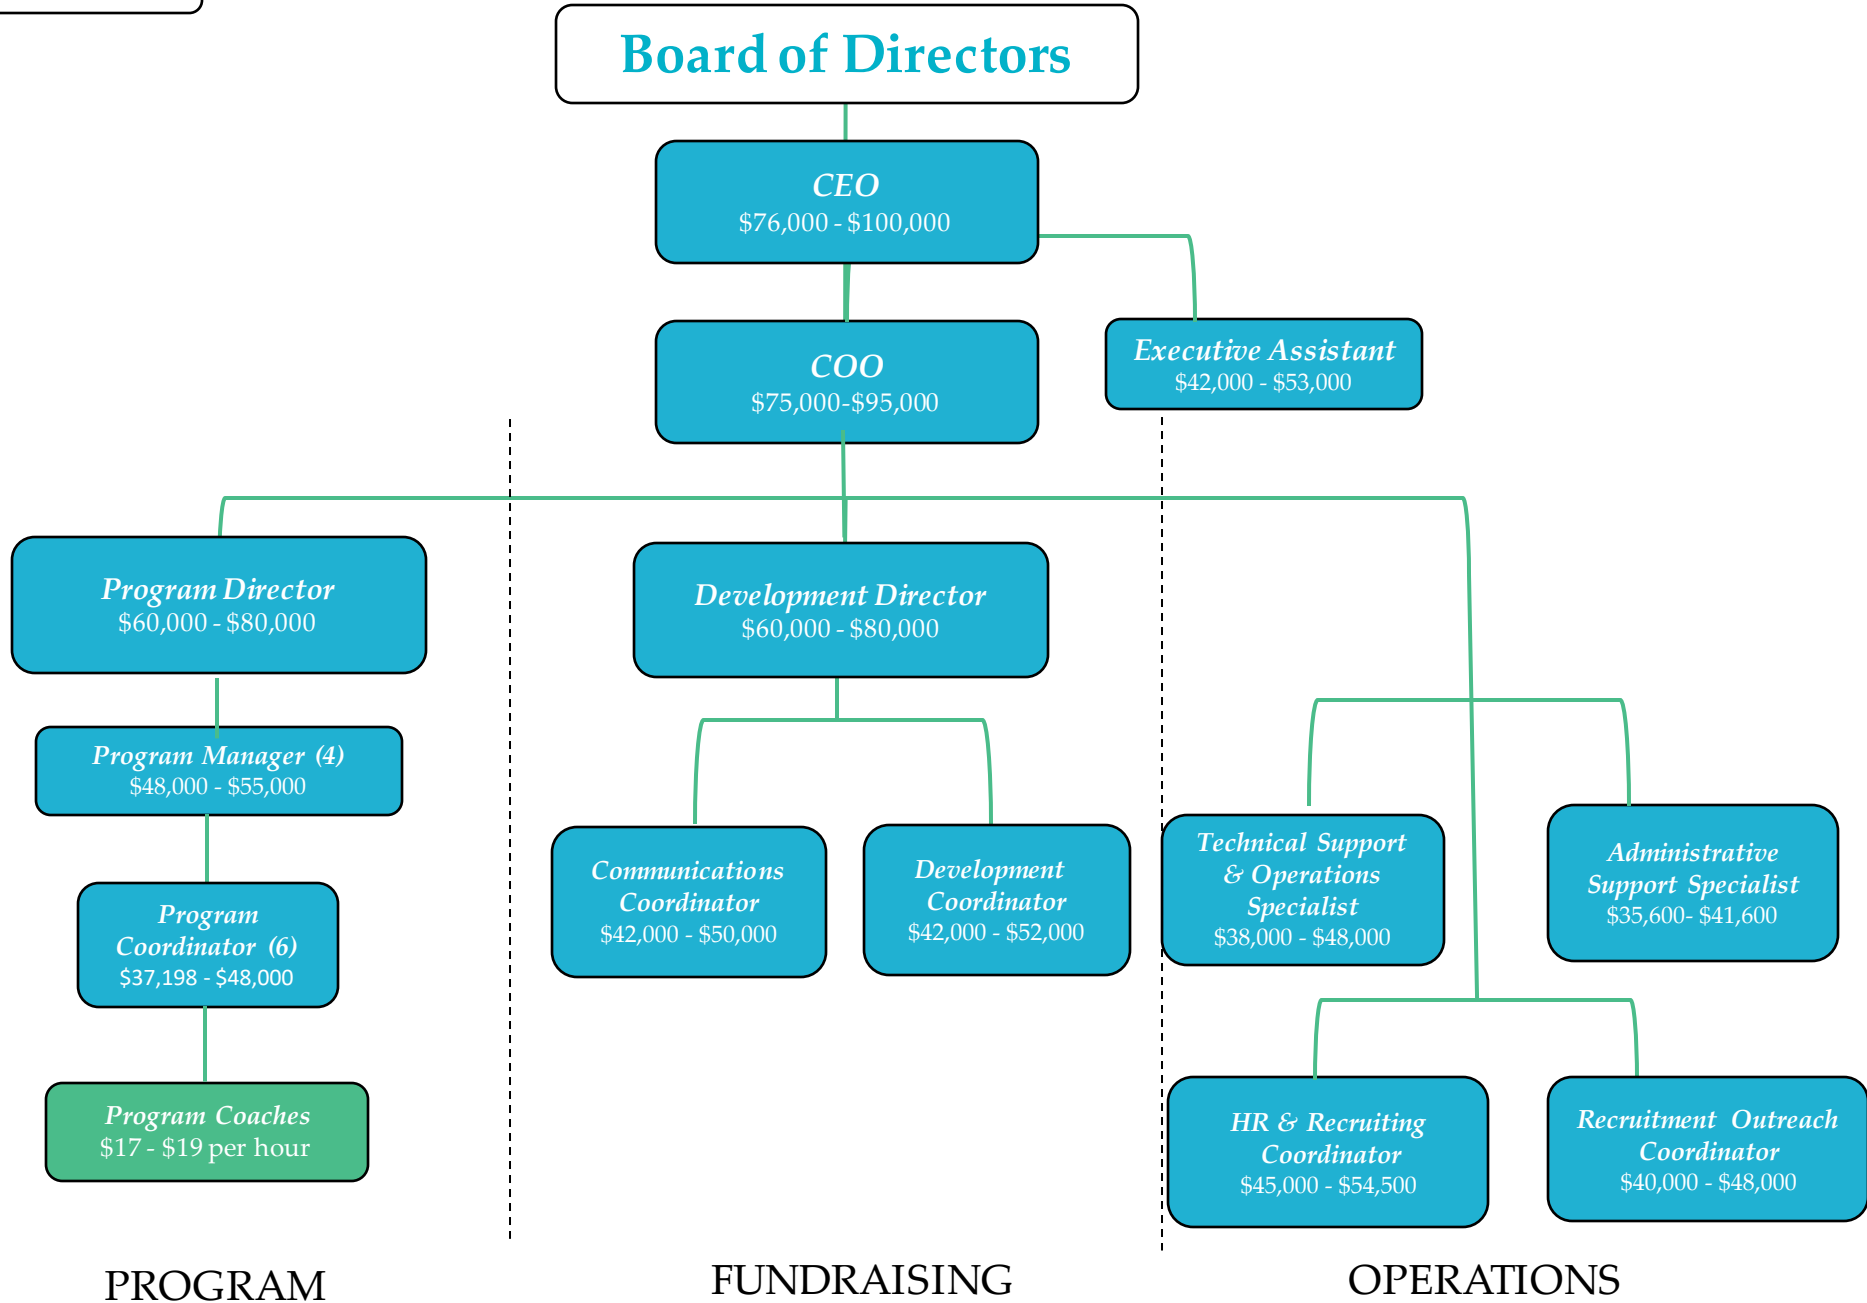 Board of Directors
CEO
$76,000 - $100,000
COO
$75,000-$95,000
Executive Assistant
$42,000 - $53,000
Program Director
$60,000 - $80,000
Program Manager (4)
$48,000 - $55,000
Program
Coordinator (6)
$37,198 - $48,000
Program Coaches
$17 - $19 per hour
PROGRAM
Development Director
$60,000 - $80,000
Communications
Coordinator
$42,000 - $50,000
Development
Coordinator
$42,000 - $52,000
FUNDRAISING
Technical Support
& Operations
Specialist
$38,000 - $48,000
Administrative
Support Specialist
$35,600- $41,600
HR & Recruiting
Coordinator
$45,000 - $54,500
Recruitment Outreach
Coordinator
$40,000 - $48,000
OPERATIONS